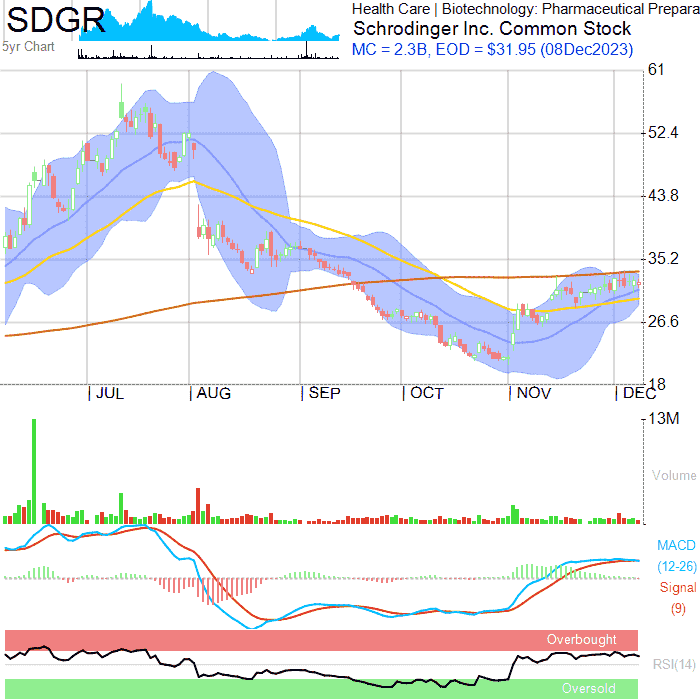 SDGR
5yr Chart
Health Care | Biotechnology: Pharmaceutical Prepara
Schrodinger Inc. Common Stock
MC = 2.3B, EOD = $31.95 (08Dec2023)
61
52.4
43.8
35.2
26.6
18
| JUL | AUG | SEP | OCT | NOV | DEC
13M
Volume
MACD
(12-26)
Signal
(9)
Overbought
RSI(14)
Oversold